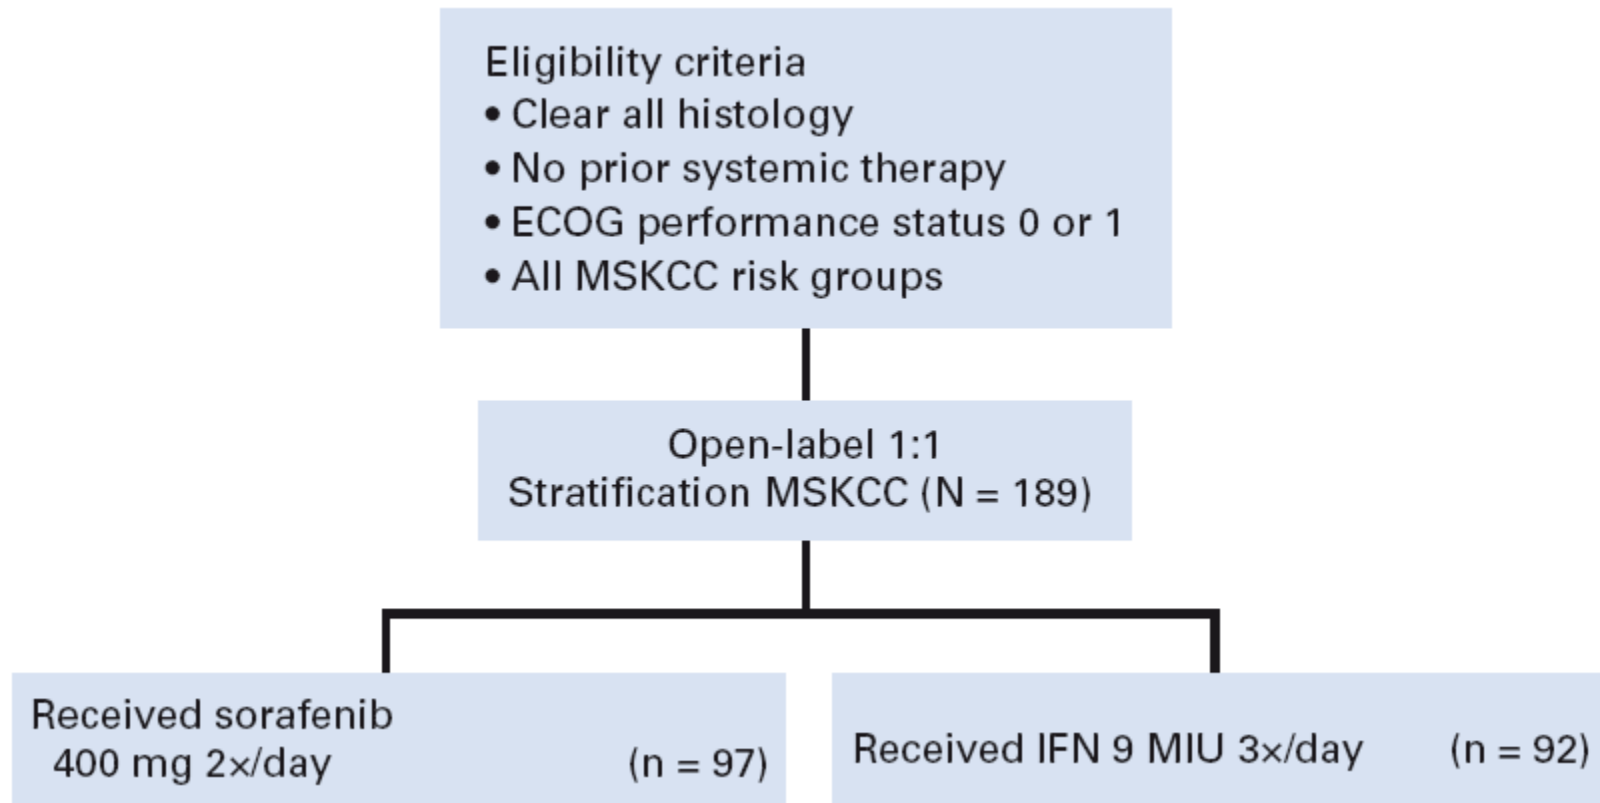 Eligibility criteria
• Clear all histology
• No prior systemic therapy
• ECOG performance status 0 or 1
• All MSKCC risk groups
Open-label 1:1
Stratification MSKCC (N = 189)
Received sorafenib
400 mg 2×/day (n = 97)
Received IFN 9 MIU 3×/day (n = 92)